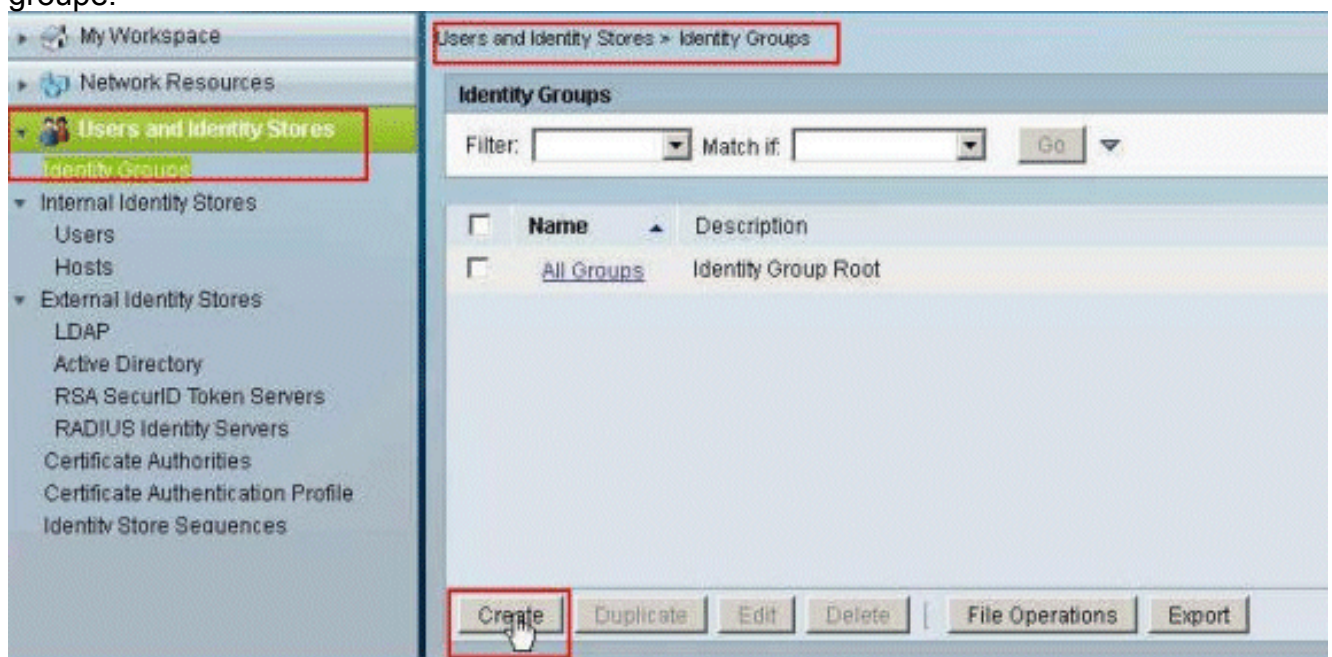 groups.
My Workspace
Network Resources
Users and Identity Stores
Identity Groups
Internal Identity Stores
Users
Hosts
External Identity Stores
LDAP
Active Directory
RSA SecurID Token Servers
RADIUS Identity Servers
Certificate Authorities
Certificate Authentication Profile
Identity Store Sequences
Users and Identity Stores > Identity Groups
Identity Groups
Filter: Match if: Go
Name Description
All Groups Identity Group Root
Create Duplicate Edit Delete | File Operations Export